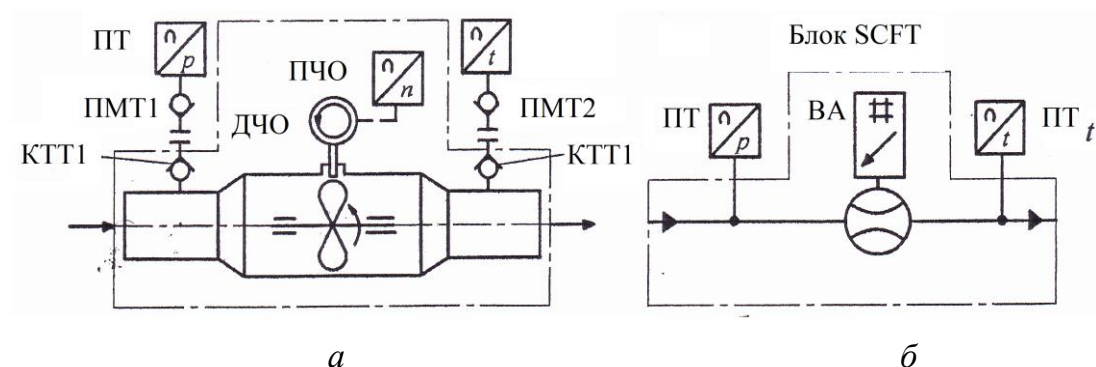 ПТ
p
ПЧО
n
t
ПМТ1
ДЧО
ПМТ2
КТТ1
КТТ1
а
Блок SCFT
ПТ
p
ВА
t
ПТ t
б